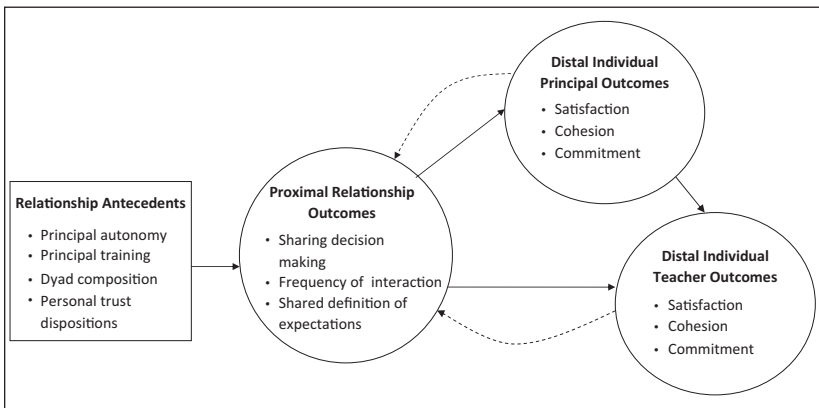 Relationship Antecedents
• Principal autonomy
• Principal training
• Dyad composition
• Personal trust
dispositions
Proximal Relationship
Outcomes
• Sharing decision
making
• Frequency of interaction
• Shared definition of
expectations
Distal Individual
Principal Outcomes
• Satisfaction
• Cohesion
• Commitment
Distal Individual
Teacher Outcomes
• Satisfaction
• Cohesion
• Commitment